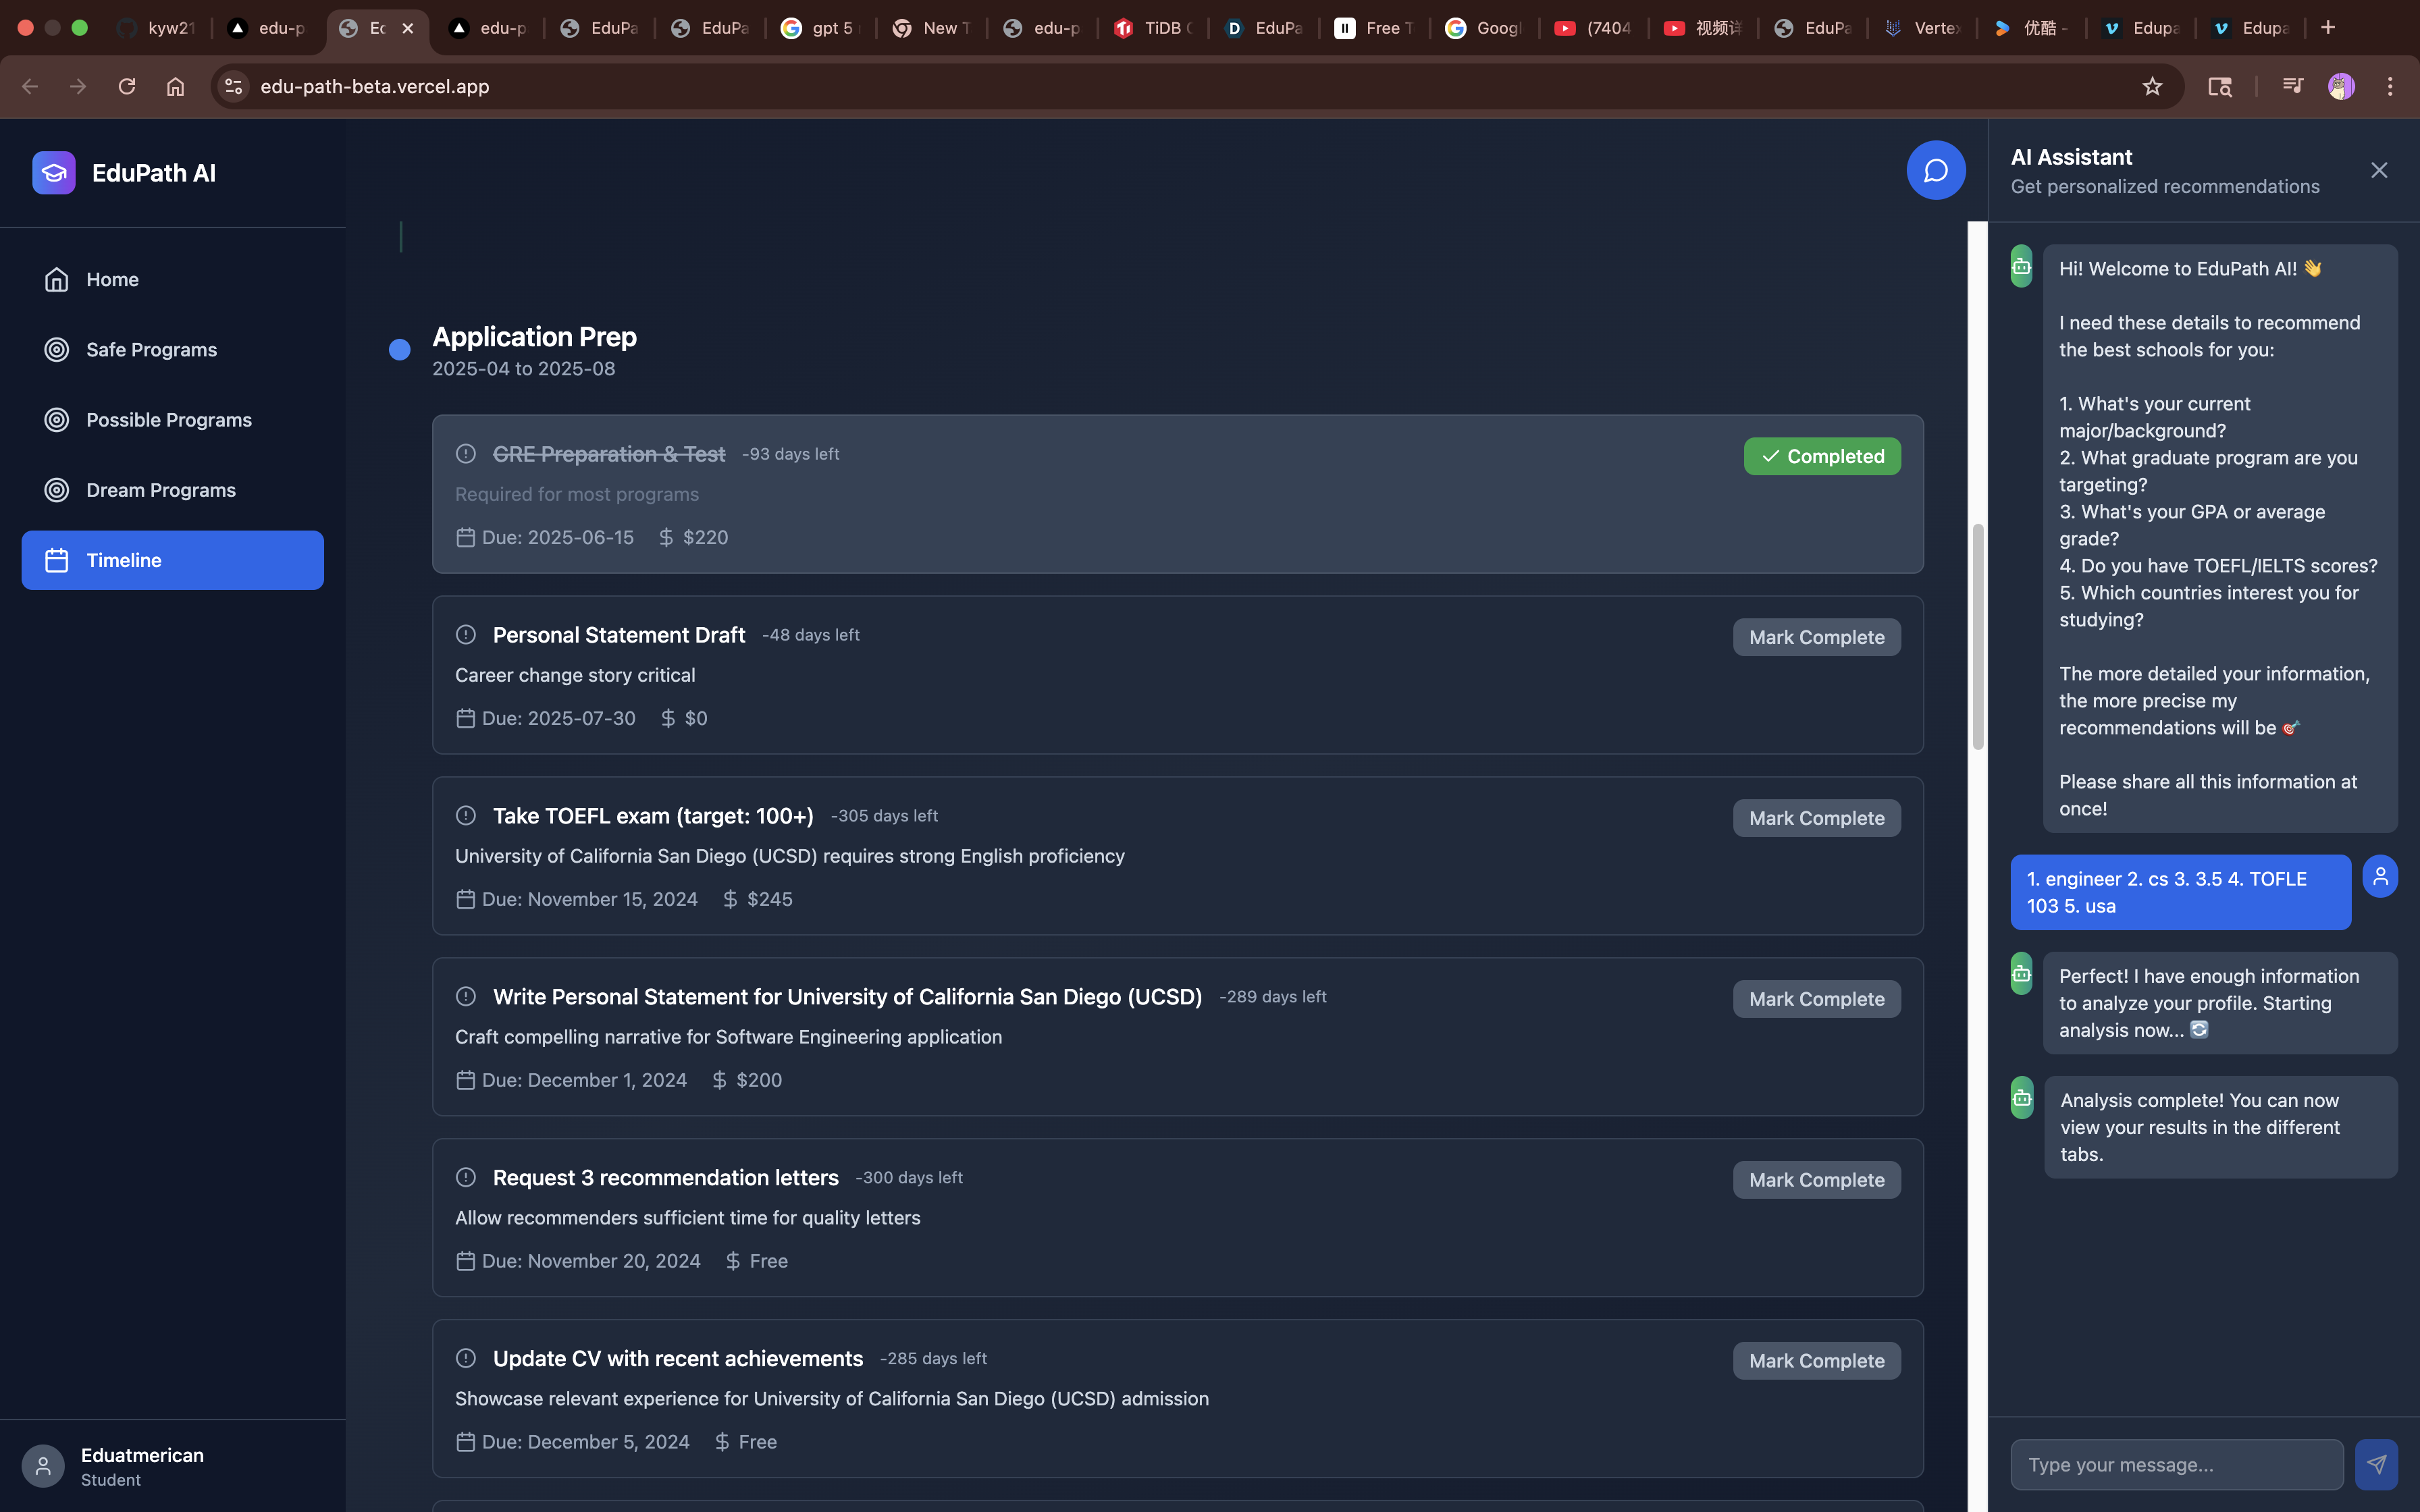 kyw21
edu-p
Ec
edu-p
EduPa
EduPa
gpt 5
New T
edu-p
TiDB C
EduPa
Free T
Googl
(7404
视频详
EduPa
Verte
优酷 -
Edupa
Edupa
edu-path-beta.vercel.app
EduPath AI
Home
Safe Programs
Possible Programs
Dream Programs
Timeline
Eduatmerican
Student
Application Prep
2025-04 to 2025-08
GRE Preparation & Test -93 days left
Completed
Required for most programs
Due: 2025-06-15 $220
Personal Statement Draft -48 days left
Mark Complete
Career change story critical
Due: 2025-07-30 $0
Take TOEFL exam (target: 100+) -305 days left
Mark Complete
University of California San Diego (UCSD) requires strong English proficiency
Due: November 15, 2024 $245
Write Personal Statement for University of California San Diego (UCSD) -289 days left
Mark Complete
Craft compelling narrative for Software Engineering application
Due: December 1, 2024 $200
Request 3 recommendation letters -300 days left
Mark Complete
Allow recommenders sufficient time for quality letters
Due: November 20, 2024 Free
Update CV with recent achievements -285 days left
Mark Complete
Showcase relevant experience for University of California San Diego (UCSD) admission
Due: December 5, 2024 Free
AI Assistant
Get personalized recommendations
Hi! Welcome to EduPath AI! 👋
I need these details to recommend
the best schools for you:
1. What's your current
major/background?
2. What graduate program are you
targeting?
3. What's your GPA or average
grade?
4. Do you have TOEFL/IELTS scores?
5. Which countries interest you for
studying?
The more detailed your information,
the more precise my
recommendations will be 🎯
Please share all this information at
once!
1. engineer 2. cs 3. 3.5 4. TOFLE
103 5. usa
Perfect! I have enough information
to analyze your profile. Starting
analysis now... 🔄
Analysis complete! You can now
view your results in the different
tabs.
Type your message...